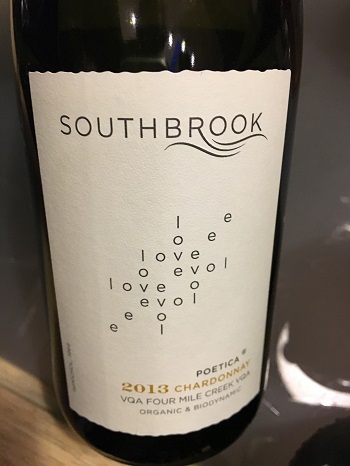 SOUTHBROOK
l e
o e
love
o evol
love o
evol
e o
e l
POETICA
2013 CHARDONNAY
VQA FOUR MILE CREEK VQA
ORGANIC & BIODYNAMIC